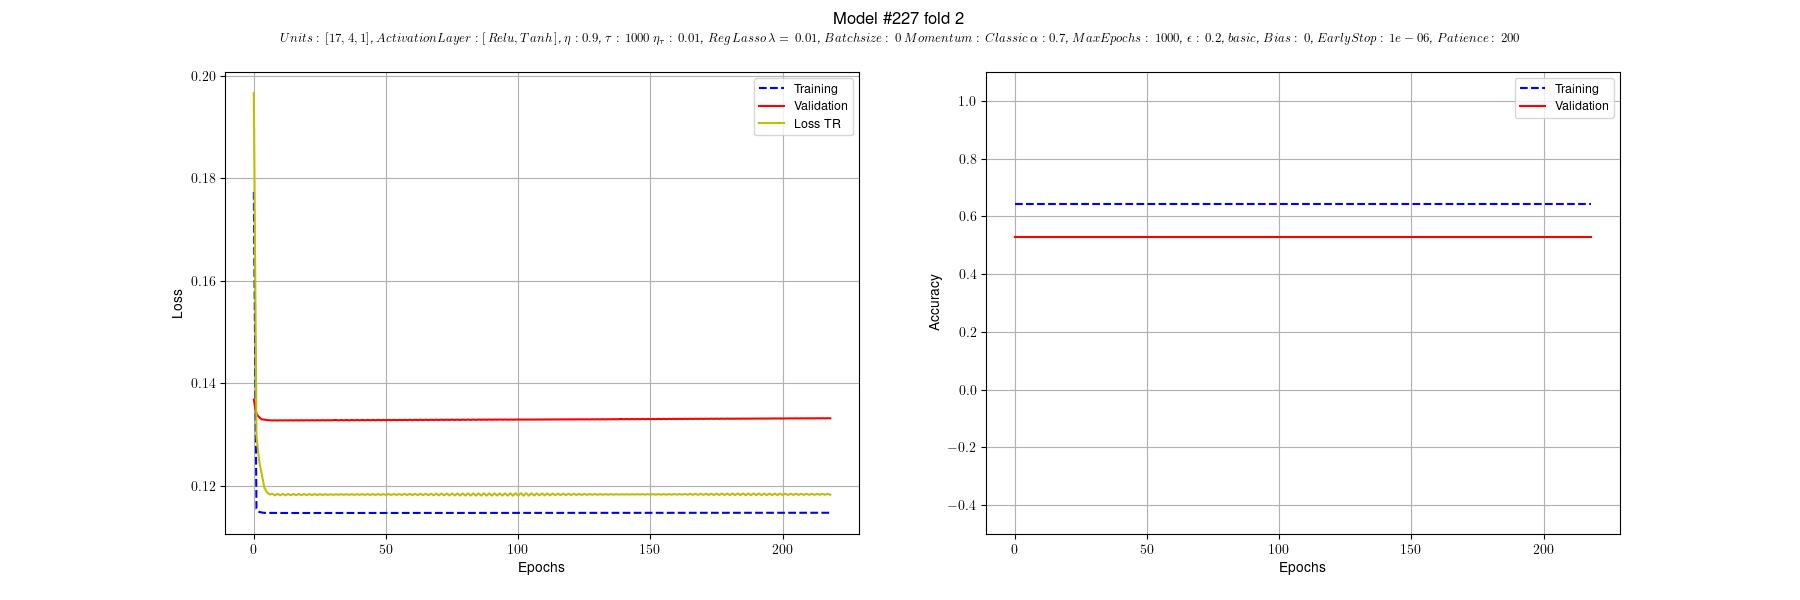 Model #227 fold 2
Units : [17, 4, 1], ActivationLayer : [Relu, Tanh], η : 0.9, τ : 1000 ητ : 0.01, Reg Lasso λ = 0.01, Batchsize : 0 Momentum : Classic α : 0.7, MaxEpochs : 1000, ϵ : 0.2, basic, Bias : 0, EarlyStop : 1e − 06, Patience : 200
0.20
0.18
0.16
0.14
0.12
Loss
0
50
100
150
200
Epochs
Training
Validation
Loss TR
1.0
0.8
0.6
0.4
0.2
0.0
−0.2
−0.4
Accuracy
0
50
100
150
200
Epochs
Training
Validation